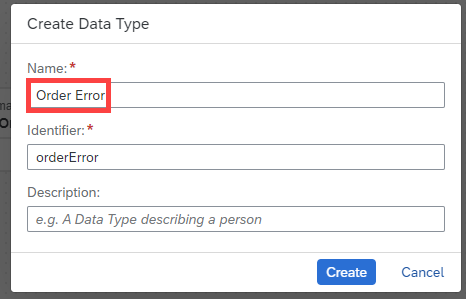 Create Data Type
Name:*
Order Error
Identifier:*
orderError
Description:
e.g. A Data Type describing a person
Create Cancel